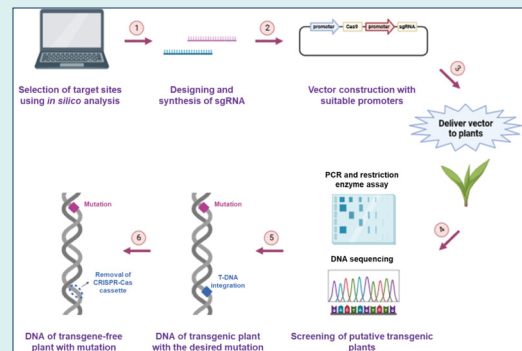 1
2
promoter Cas9 promoter sgRNA
Selection of target sites
using in silico analysis
Designing and
synthesis of sgRNA
Vector construction with
suitable promoters
3
Deliver vector
to plants
4
PCR and restriction
enzyme assay
DNA sequencing
Screening of putative transgenic
plants
5
Mutation
T-DNA
integration
DNA of transgenic plant
with the desired mutation
6
Mutation
Removal of
CRISPR-Cas
cassette
DNA of transgene-free
plant with mutation